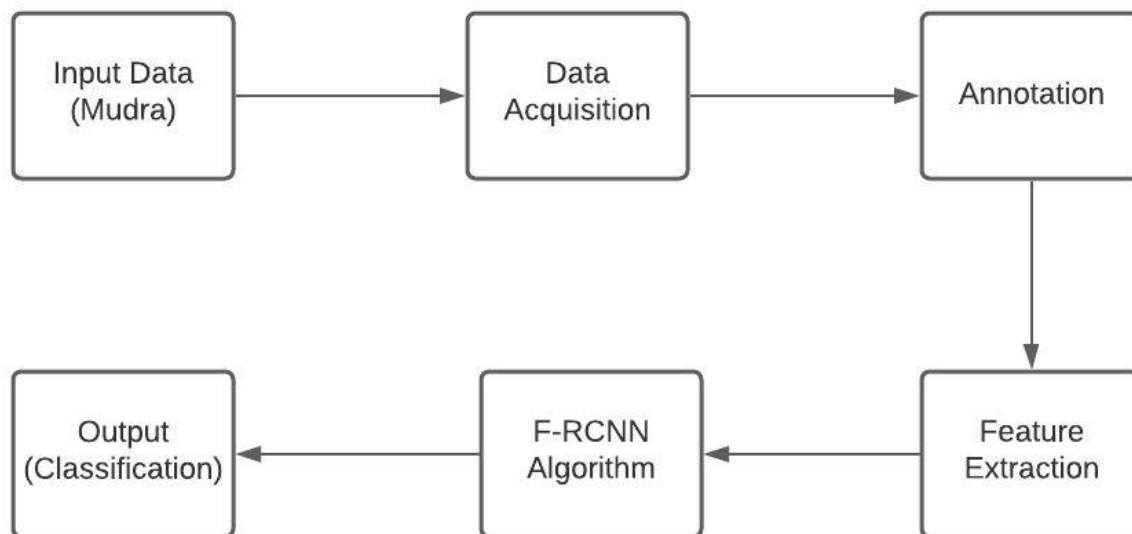 Input Data
(Mudra)
Data
Acquisition
Annotation
Feature
Extraction
F-RCNN
Algorithm
Output
(Classification)